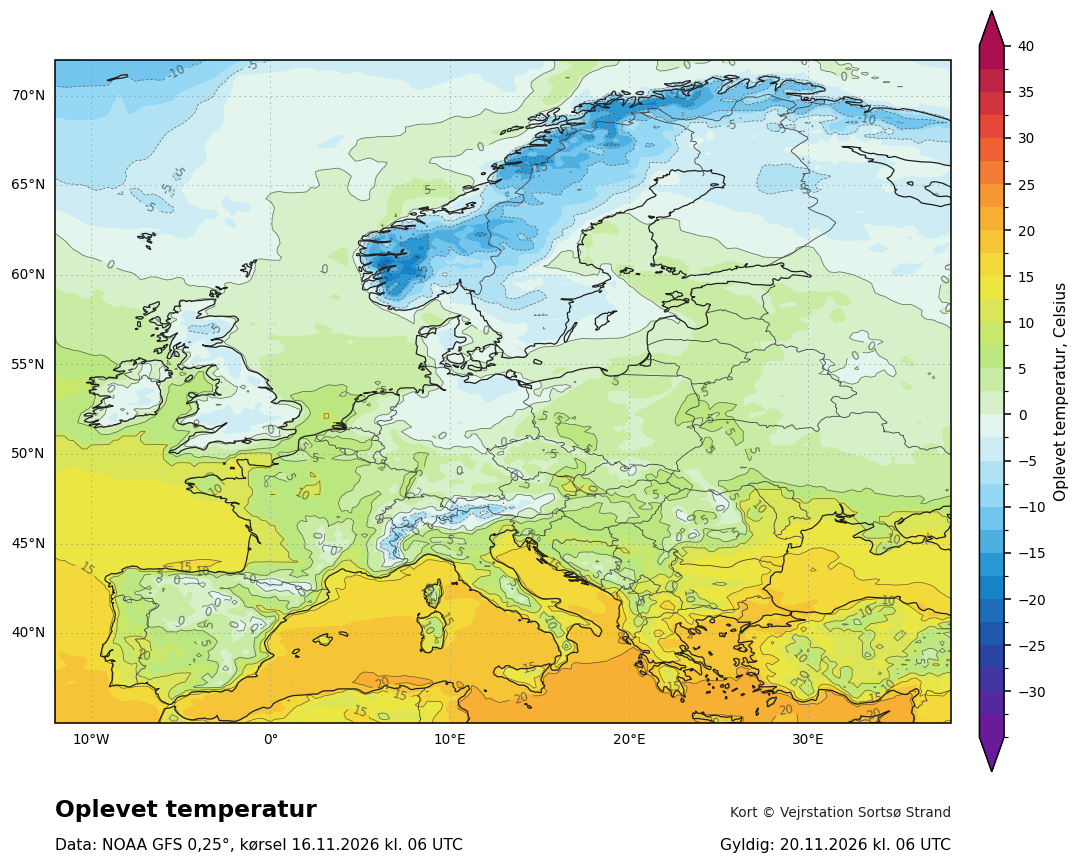 70°N
65°N
60°N
55°N
50°N
45°N
40°N
10°W
0°
10°E
20°E
30°E
40
35
30
25
20
15
10
5
0
−5
−10
−15
−20
−25
−30
Oplevet temperatur, Celsius
Oplevet temperatur
Kort © Vejrstation Sortsø Strand
Data: NOAA GFS 0,25°, kørsel 16.11.2026 kl. 06 UTC
Gyldig: 20.11.2026 kl. 06 UTC